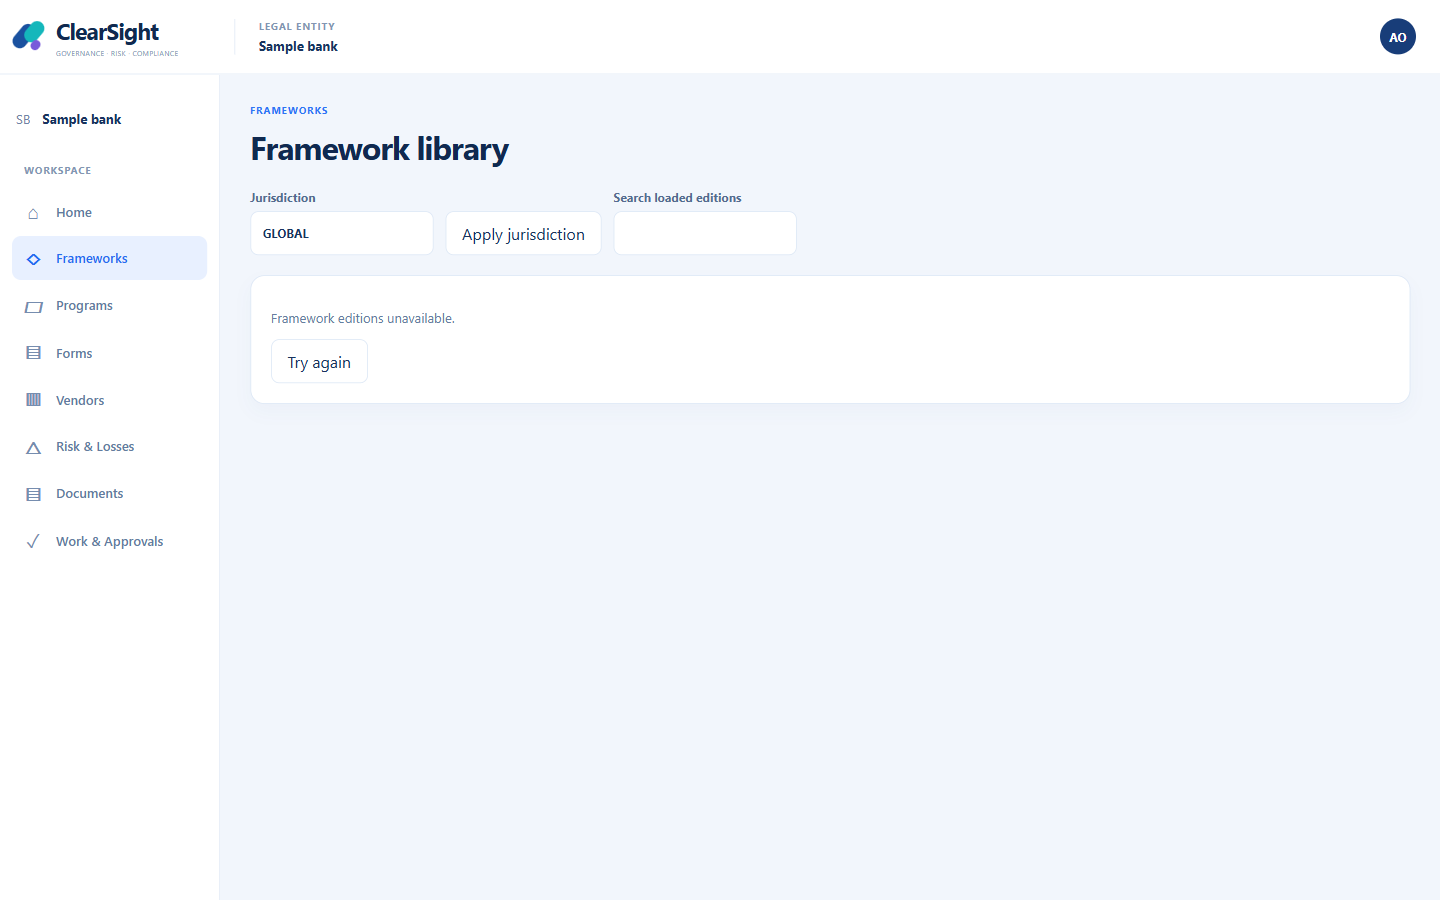 ClearSight
GOVERNANCE · RISK · COMPLIANCE
LEGAL ENTITY
Sample bank
AO
SB Sample bank
WORKSPACE
Home
Frameworks
Programs
Forms
Vendors
Risk & Losses
Documents
Work & Approvals
FRAMEWORKS
Framework library
Jurisdiction
GLOBAL
Apply jurisdiction
Search loaded editions
Framework editions unavailable.
Try again